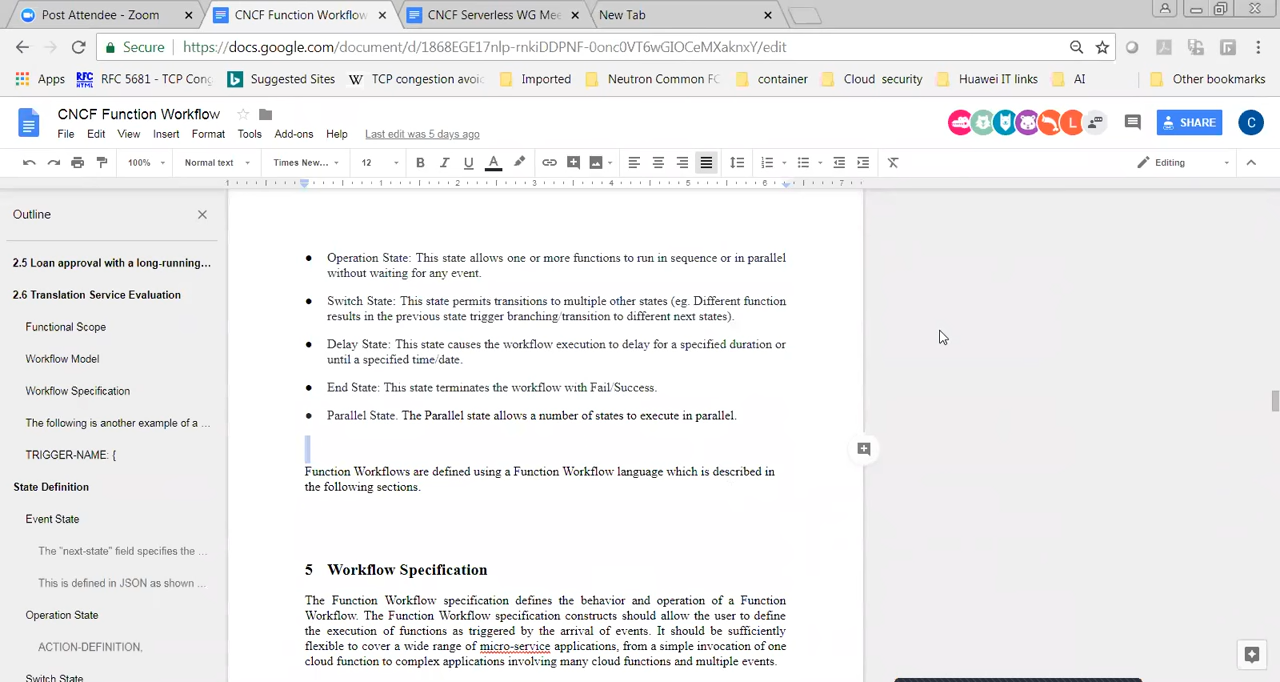 Post Attendee - Zoom
CNCF Function Workflow
CNCF Serverless WG Mee
New Tab
Secure
https://docs.google.com/document/d/1868EGE17nlp-rnkiDDPNF-0onc0VT6wGIOCeMXaknxY/edit
Apps
RFC HTML
RFC 5681 - TCP Cong
Suggested Sites
W TCP congestion avoid
Imported
Neutron Common FC
container
Cloud security
Huawei IT links
AI
Other bookmarks
CNCF Function Workflow
File Edit View Insert Format Tools Add-ons Help Last edit was 5 days ago
L
SHARE
C
100% Normal text Times New... 12 B I U A Editing
1 1 2 3 4 5 6 7
Outline
2.5 Loan approval with a long-running...
2.6 Translation Service Evaluation
Functional Scope
Workflow Model
Workflow Specification
The following is another example of a ...
TRIGGER-NAME: {
State Definition
Event State
The "next-state" field specifies the ...
This is defined in JSON as shown ...
Operation State
ACTION-DEFINITION,
Switch State
● Operation State: This state allows one or more functions to run in sequence or in parallel
without waiting for any event.
● Switch State: This state permits transitions to multiple other states (eg. Different function
results in the previous state trigger branching/transition to different next states).
● Delay State: This state causes the workflow execution to delay for a specified duration or
until a specified time/date.
● End State: This state terminates the workflow with Fail/Success.
● Parallel State. The Parallel state allows a number of states to execute in parallel.
Function Workflows are defined using a Function Workflow language which is described in
the following sections.
5 Workflow Specification
The Function Workflow specification defines the behavior and operation of a Function
Workflow. The Function Workflow specification constructs should allow the user to define
the execution of functions as triggered by the arrival of events. It should be sufficiently
flexible to cover a wide range of micro-service applications, from a simple invocation of one
cloud function to complex applications involving many cloud functions and multiple events.